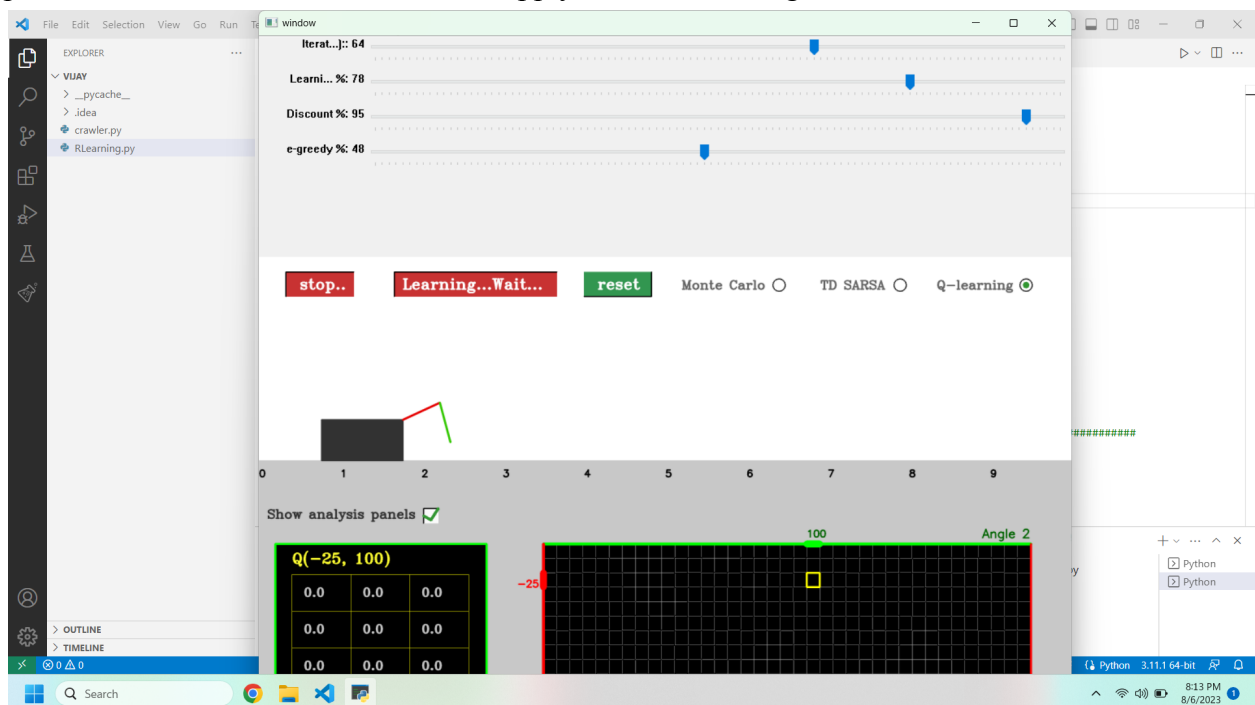 File Edit Selection View Go Run Te
window
EXPLORER
VIJAY
__pycache__
.idea
crawler.py
RLearning.py
OUTLINE
TIMELINE
Iterat...):: 64
Learni... %: 78
Discount %: 95
e-greedy %: 48
stop.. Learning...Wait... reset Monte Carlo TD SARSA Q-learning
0 1 2 3 4 5 6 7 8 9
Show analysis panels
100 Angle 2
Q(-25, 100)
-25
0.0 0.0 0.0
0.0 0.0 0.0
0.0 0.0 0.0
###########
Python
Python
0 0
Python 3.11.1 64-bit
Search
8:13 PM
8/6/2023
1